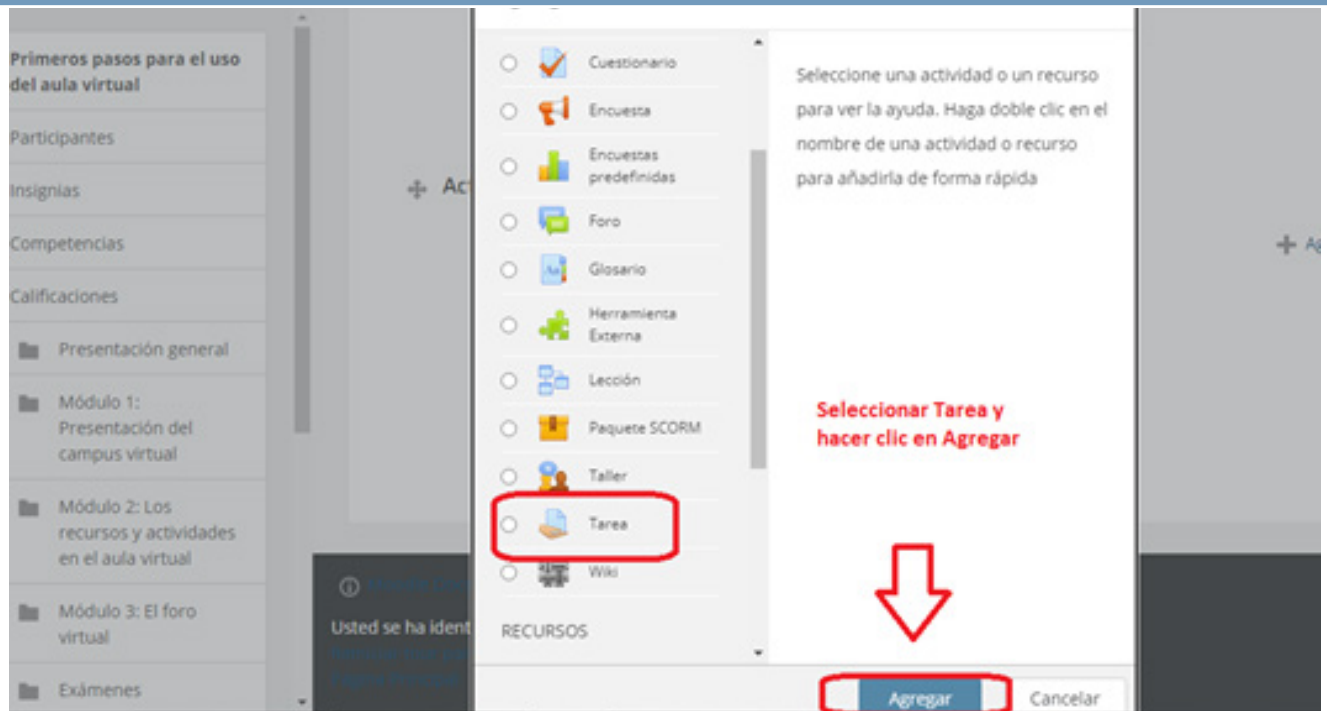 Primeros pasos para el uso
del aula virtual
Participantes
Insignias
Competencias
Calificaciones
Presentación general
Módulo 1:
Presentación del
campus virtual
Módulo 2: Los
recursos y actividades
en el aula virtual
Módulo 3: El foro
virtual
Exámenes
Act
Usted se ha ident
Cuestionario
Encuesta
Encuestas
predefinidas
Foro
Glosario
Herramienta
Externa
Lección
Paquete SCORM
Taller
Tarea
Wiki
RECURSOS
Seleccione una actividad o un recurso
para ver la ayuda. Haga doble clic en el
nombre de una actividad o recurso
para añadirla de forma rápida
Seleccionar Tarea y
hacer clic en Agregar
Agregar
Cancelar
Ag